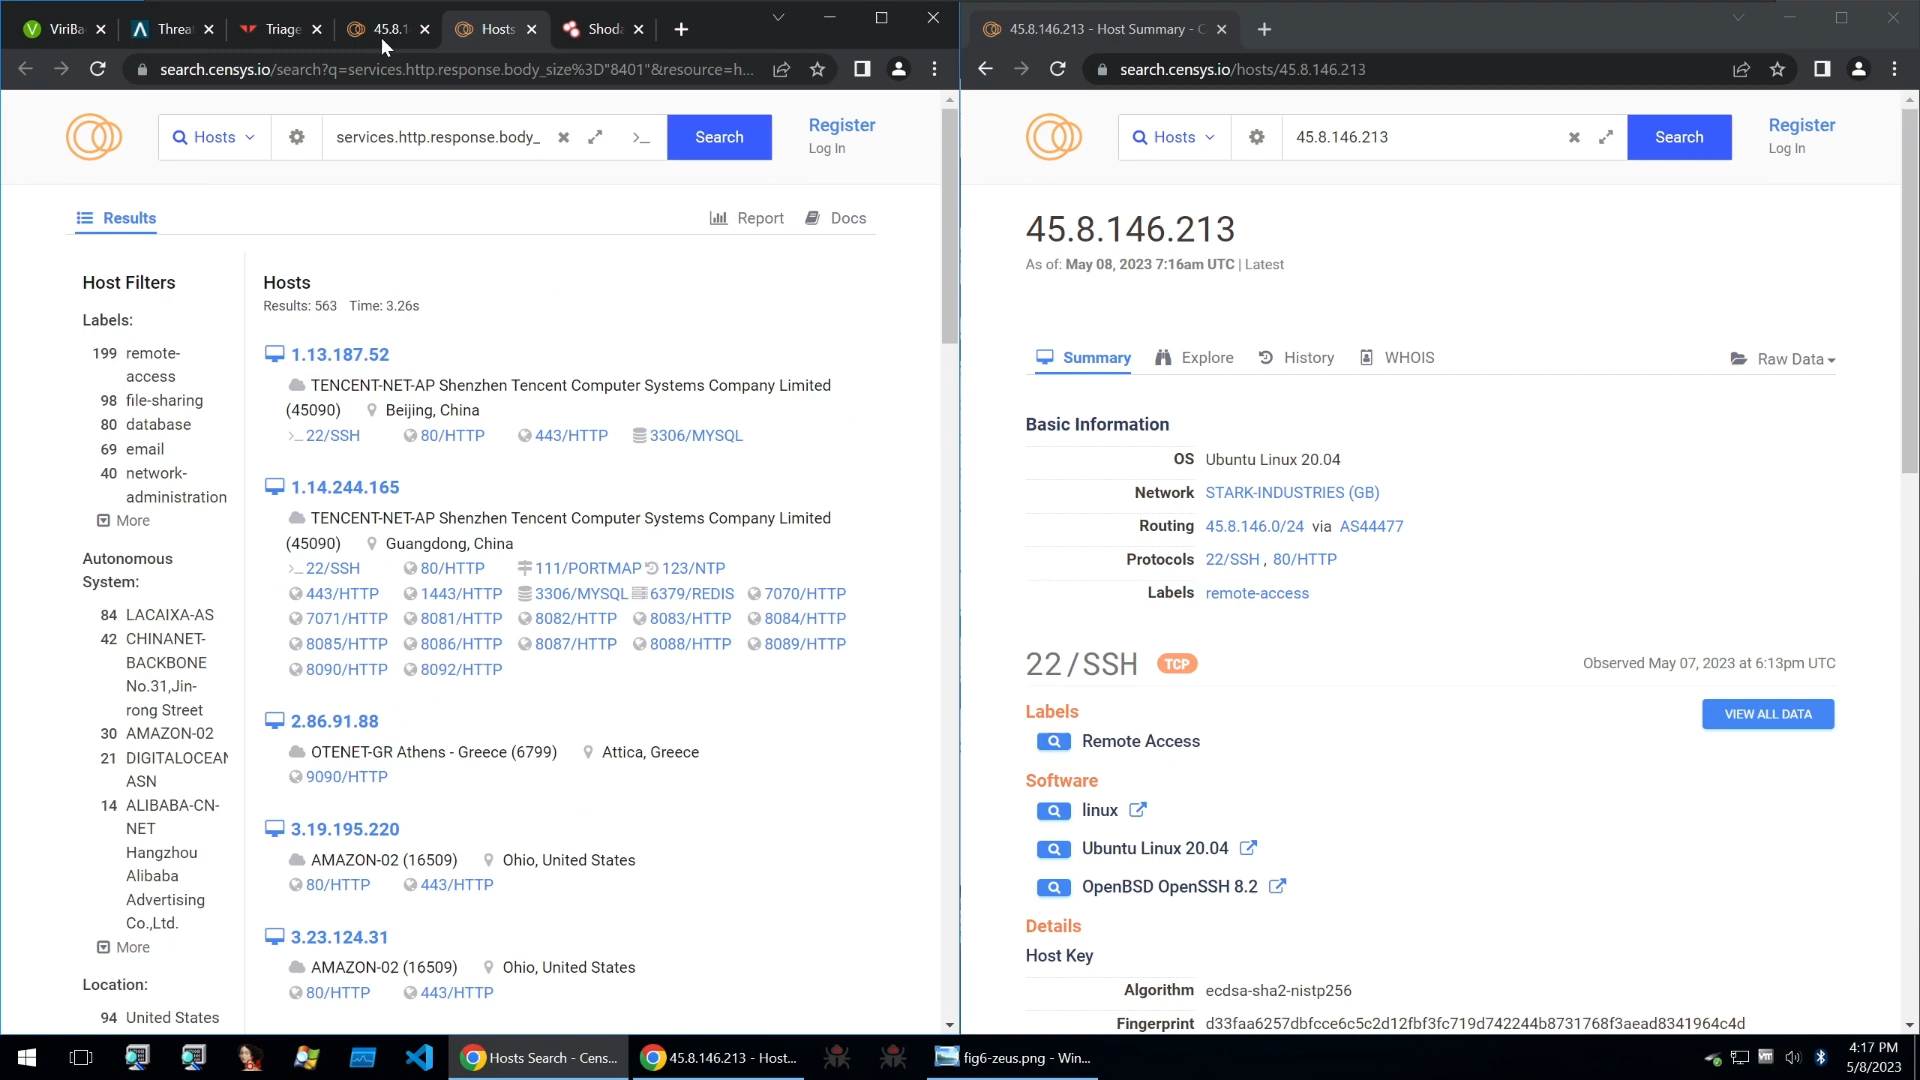 ViriBa
Threa
Triage
45.8.1
Hosts
Shoda
45.8.146.213 - Host Summary - C
search.censys.io/search?q=services.http.response.body_size%3D"8401"&resource=h...
search.censys.io/hosts/45.8.146.213
Hosts
services.http.response.body_
>_
Search
Register
Log In
Results
Report
Docs
Host Filters
Labels:
199 remote-
access
98 file-sharing
80 database
69 email
40 network-
administration
More
Autonomous
System:
84 LACAIXA-AS
42 CHINANET-
BACKBONE
No.31,Jin-
rong Street
30 AMAZON-02
21 DIGITALOCEAN
ASN
14 ALIBABA-CN-
NET
Hangzhou
Alibaba
Advertising
Co.,Ltd.
More
Location:
94 United States
Hosts
Results: 563 Time: 3.26s
1.13.187.52
TENCENT-NET-AP Shenzhen Tencent Computer Systems Company Limited
(45090) Beijing, China
>_ 22/SSH 80/HTTP 443/HTTP 3306/MYSQL
1.14.244.165
TENCENT-NET-AP Shenzhen Tencent Computer Systems Company Limited
(45090) Guangdong, China
>_ 22/SSH 80/HTTP 111/PORTMAP 123/NTP
443/HTTP 1443/HTTP 3306/MYSQL 6379/REDIS 7070/HTTP
7071/HTTP 8081/HTTP 8082/HTTP 8083/HTTP 8084/HTTP
8085/HTTP 8086/HTTP 8087/HTTP 8088/HTTP 8089/HTTP
8090/HTTP 8092/HTTP
2.86.91.88
OTENET-GR Athens - Greece (6799) Attica, Greece
9090/HTTP
3.19.195.220
AMAZON-02 (16509) Ohio, United States
80/HTTP 443/HTTP
3.23.124.31
AMAZON-02 (16509) Ohio, United States
80/HTTP 443/HTTP
Hosts
45.8.146.213
Search
Register
Log In
45.8.146.213
As of: May 08, 2023 7:16am UTC | Latest
Summary
Explore
History
WHOIS
Raw Data
Basic Information
OS Ubuntu Linux 20.04
Network STARK-INDUSTRIES (GB)
Routing 45.8.146.0/24 via AS44477
Protocols 22/SSH , 80/HTTP
Labels remote-access
22/SSH TCP
Observed May 07, 2023 at 6:13pm UTC
Labels
VIEW ALL DATA
Remote Access
Software
linux
Ubuntu Linux 20.04
OpenBSD OpenSSH 8.2
Details
Host Key
Algorithm ecdsa-sha2-nistp256
Fingerprint d33faa6257dbfcce6c5c2d12fbf3fc719d742244b8731768f3aead8341964c4d
Hosts Search - Cens...
45.8.146.213 - Host...
fig6-zeus.png - Win...
vm
4:17 PM
5/8/2023